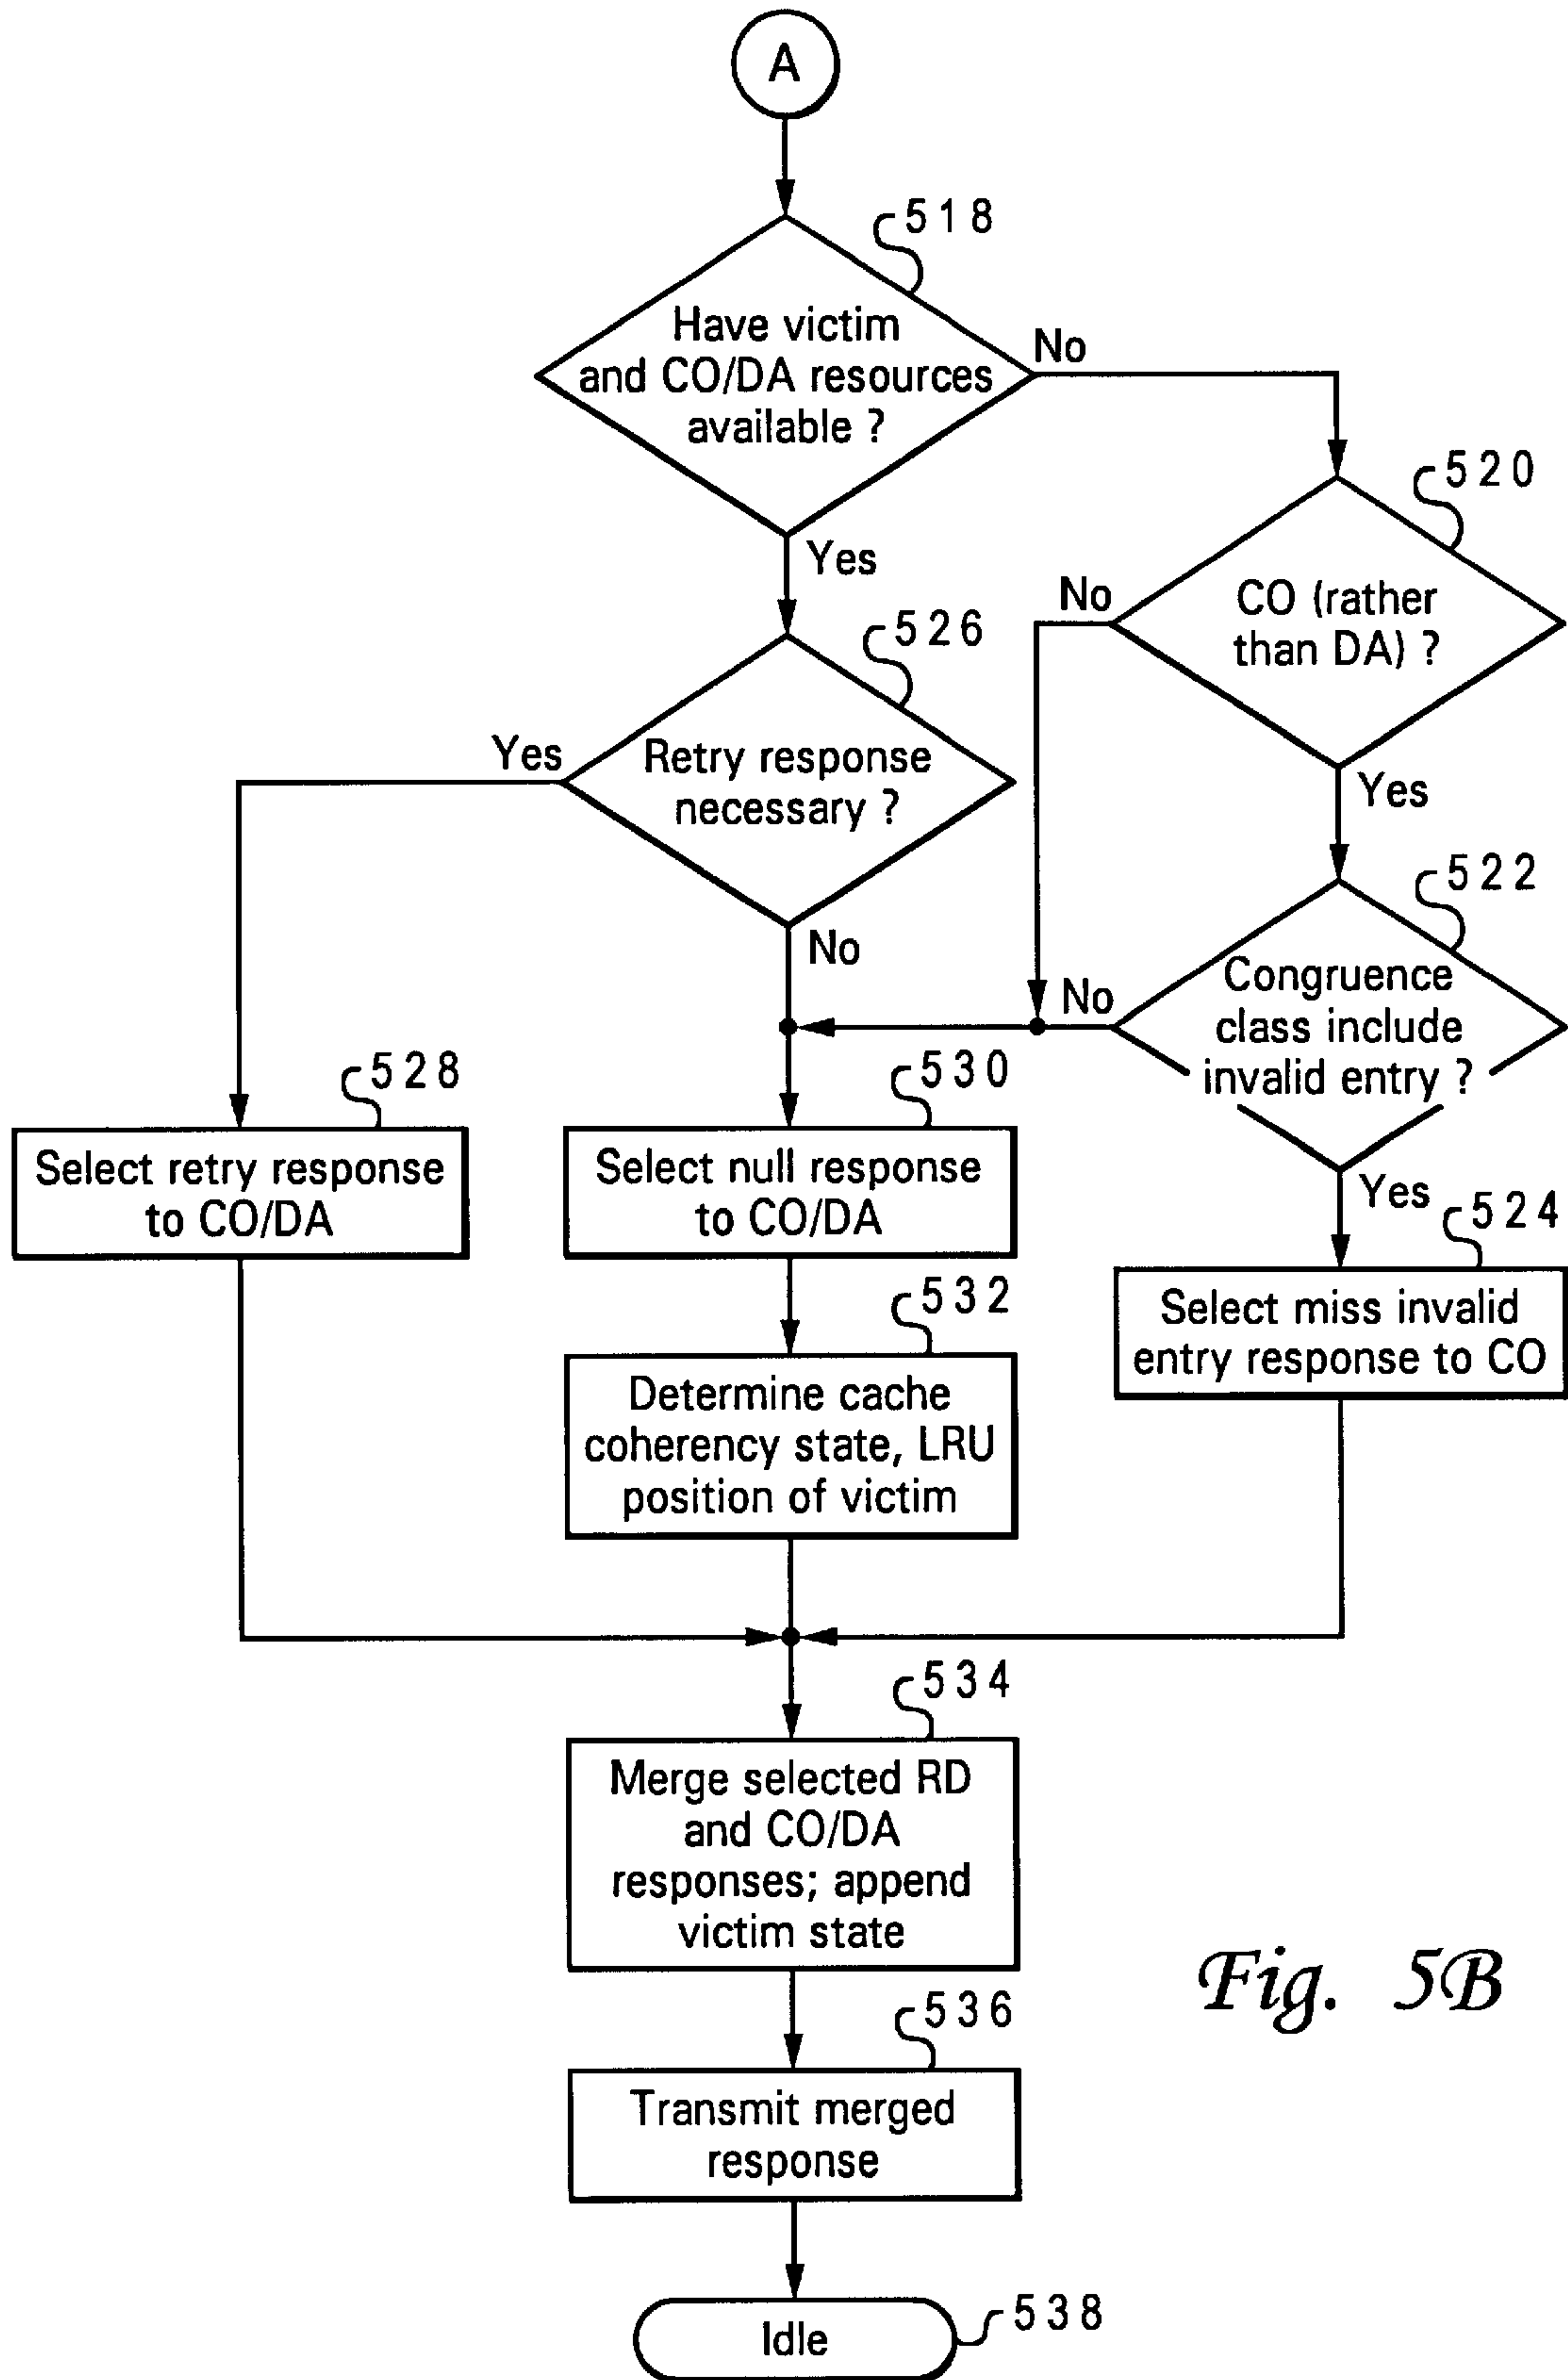 A
518
Have victim
and CO/DA resources
available ?
No
Yes
520
CO (rather
than DA) ?
No
Yes
526
Retry response
necessary ?
Yes
No
522
Congruence
class include
invalid entry ?
No
Yes
528
Select retry response
to CO/DA
530
Select null response
to CO/DA
524
Select miss invalid
entry response to CO
532
Determine cache
coherency state, LRU
position of victim
534
Merge selected RD
and CO/DA
responses; append
victim state
536
Transmit merged
response
Idle
538
Fig. 5B